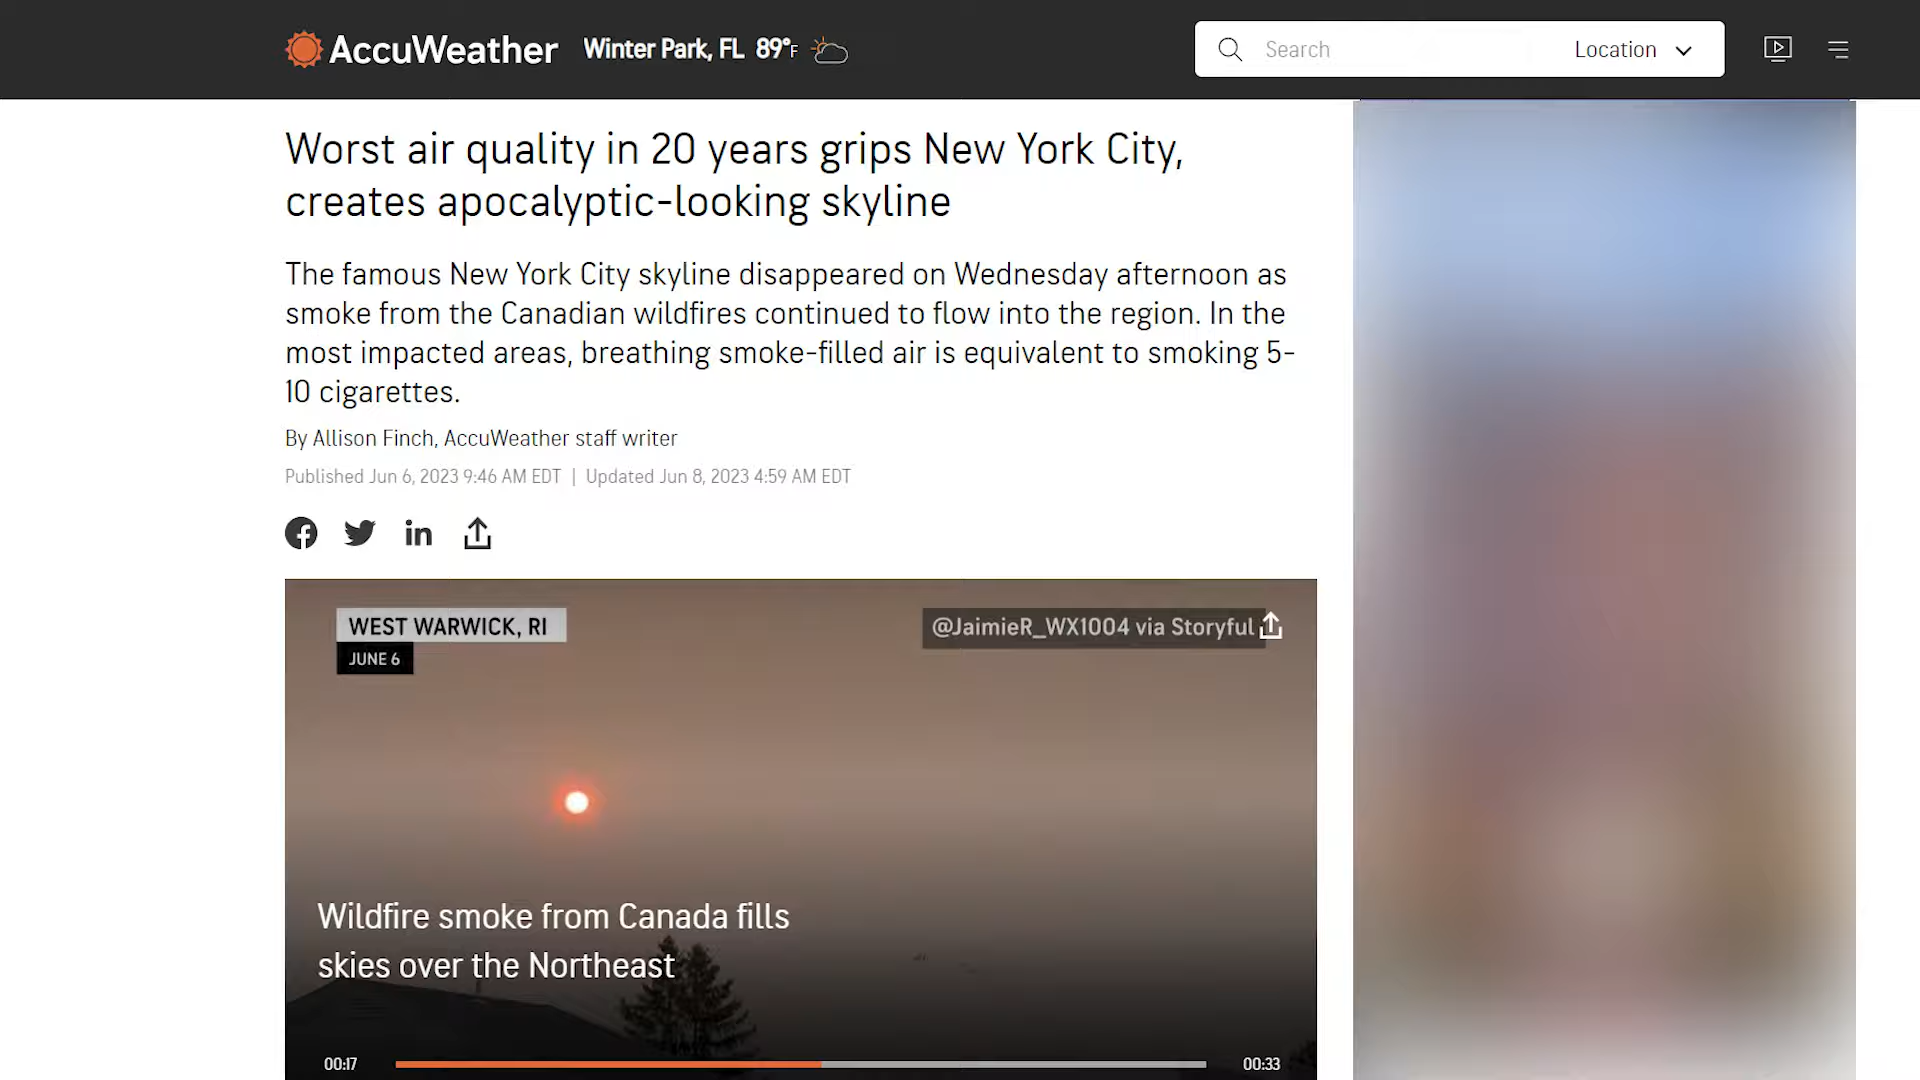 AccuWeather Winter Park, FL 89°F
Search Location
Worst air quality in 20 years grips New York City,
creates apocalyptic-looking skyline
The famous New York City skyline disappeared on Wednesday afternoon as
smoke from the Canadian wildfires continued to flow into the region. In the
most impacted areas, breathing smoke-filled air is equivalent to smoking 5-
10 cigarettes.
By Allison Finch, AccuWeather staff writer
Published Jun 6, 2023 9:46 AM EDT | Updated Jun 8, 2023 4:59 AM EDT
WEST WARWICK, RI
JUNE 6
@JaimieR_WX1004 via Storyful
Wildfire smoke from Canada fills
skies over the Northeast
00:17 00:33